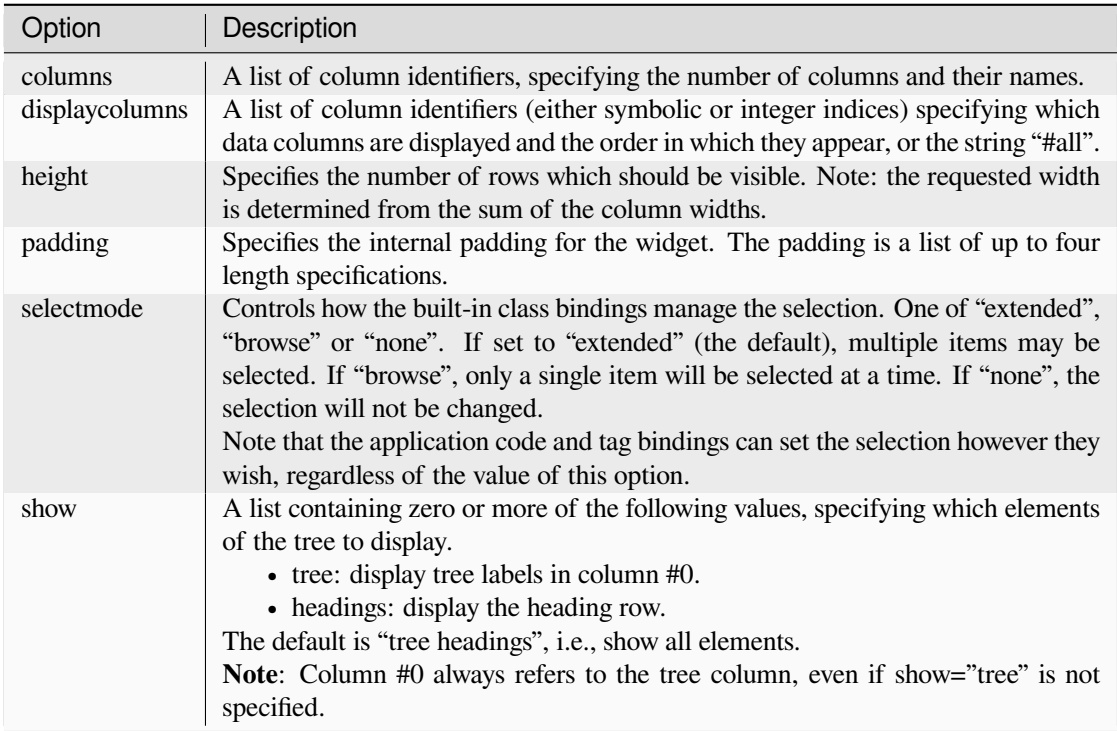 Option Description
columns A list of column identifiers, specifying the number of columns and their names.
displaycolumns A list of column identifiers (either symbolic or integer indices) specifying which
data columns are displayed and the order in which they appear, or the string “#all”.
height Specifies the number of rows which should be visible. Note: the requested width
is determined from the sum of the column widths.
padding Specifies the internal padding for the widget. The padding is a list of up to four
length specifications.
selectmode Controls how the built-in class bindings manage the selection. One of “extended”,
“browse” or “none”. If set to “extended” (the default), multiple items may be
selected. If “browse”, only a single item will be selected at a time. If “none”, the
selection will not be changed.
Note that the application code and tag bindings can set the selection however they
wish, regardless of the value of this option.
show A list containing zero or more of the following values, specifying which elements
of the tree to display.
• tree: display tree labels in column #0.
• headings: display the heading row.
The default is “tree headings”, i.e., show all elements.
Note: Column #0 always refers to the tree column, even if show=”tree” is not
specified.